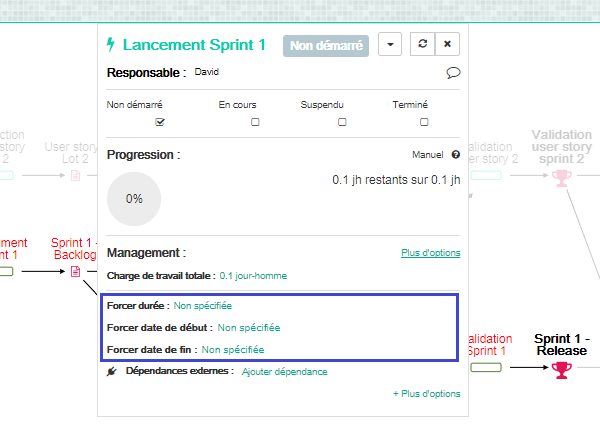 Lancement Sprint 1
Non démarré
Responsable : David
Non démarré
En cours
Suspendu
Terminé
Progression :
Manuel
0%
0.1 jh restants sur 0.1 jh
Management :
Plus d'options
Charge de travail totale : 0,1 jour-homme
Forcer durée : Non spécifiée
Forcer date de début : Non spécifiée
Forcer date de fin : Non spécifiée
Dépendances externes : Ajouter dépendance
+ Plus d'options
ction
story
2
User story
Lot 2
ement
nt 1
Sprint 1 -
Backlog
alidation
er story 2
Validation
user story
sprint 2
alidation
Sprint 1
Sprint 1 -
Release